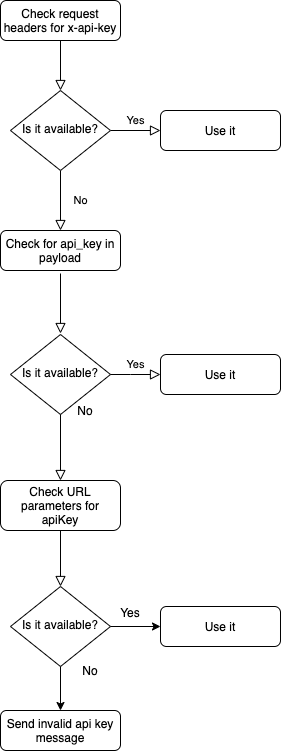 Check request
headers for x-api-key
Is it available?
Yes
Use it
No
Check for api_key in
payload
Is it available?
Yes
Use it
No
Check URL
parameters for
apiKey
Is it available?
Yes
Use it
No
Send invalid api key
message